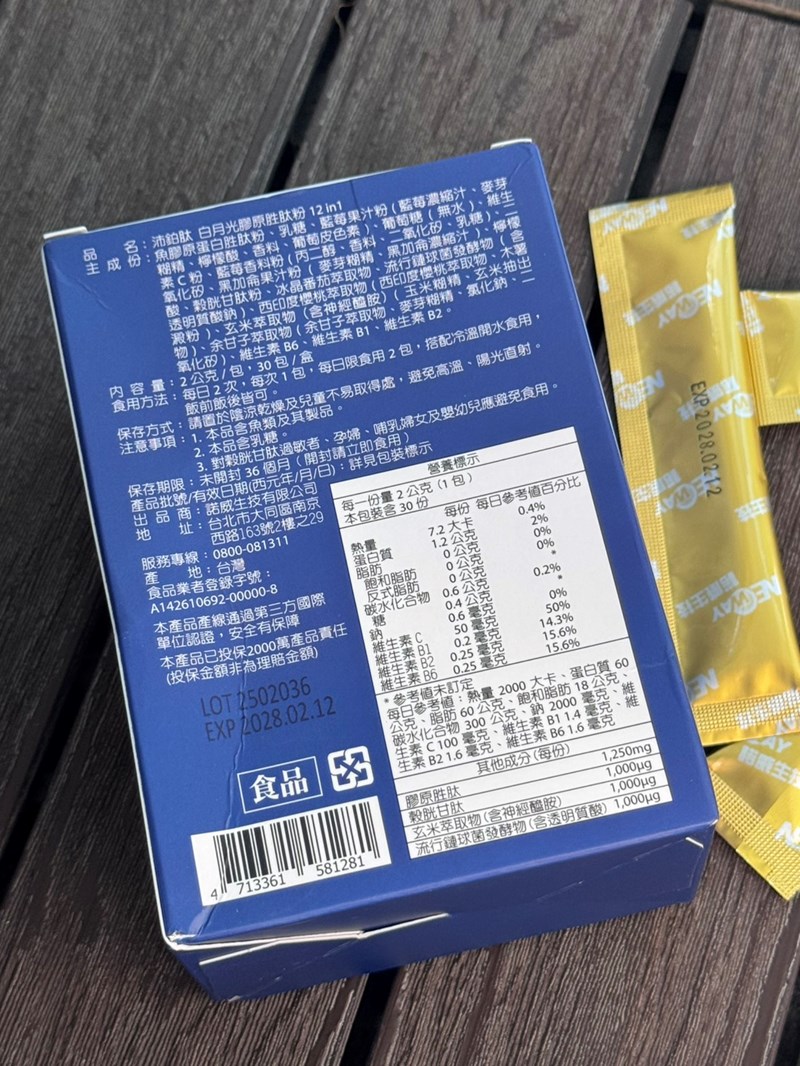 品　　名：沛鉑肽 白月光膠原胜肽粉 12 in1
主 成 份：魚膠原蛋白胜肽粉、乳糖、藍莓果汁粉（藍莓濃縮汁、麥芽
糊精、檸檬酸、香料、葡萄皮色素）、葡萄糖（無水）、維生
素 C 粉、藍莓香料粉（丙二醇、香料、二氧化矽、乳糖）、二
氧化矽、黑加侖果汁粉（麥芽糊精、黑加侖濃縮汁）、檸檬
酸、穀胱甘肽粉、冰晶番茄萃取物、流行鏈球菌發酵物（含
透明質酸鈉）、西印度櫻桃萃取物（西印度櫻桃萃取物、木薯
澱粉）、玄米萃取物（含神經醯胺）（玉米糊精、玄米抽出
物）、余甘子萃取物（余甘子萃取物、麥芽糊精、氯化鈉、二
氧化矽）、維生素 B6、維生素 B1、維生素 B2。
內 容 量：2 公克 / 包，30 包 / 盒
食用方法：每日 2 次，每次 1 包，每日限食用 2 包，搭配冷溫開水食用，
飯前飯後皆可。
保存方式：請置於陰涼乾燥及兒童不易取得處，避免高溫、陽光直射。
注意事項：1. 本品含魚類及其製品。
2. 本品含乳糖。
3. 對穀胱甘肽過敏者、孕婦、哺乳婦女及嬰幼兒應避免食用。
保存期限：未開封 36 個月（開封請立即食用）
產品批號/有效日期(西元年/月/日)：詳見包裝標示
出 品 商：諾威生技有限公司
地　　址：台北市大同區南京
西路163號2樓之29
服務專線：0800-081311
產　　地：台灣
食品業者登錄字號：
A142610692-00000-8
本產品產線通過第三方國際
單位認證，安全有保障
本產品已投保2000萬產品責任
(投保金額非為理賠金額)
LOT 2502036
EXP 2028.02.12
食品
4 713361 581281
營養標示
每一份量 2 公克（1 包）
本包裝含 30 份
每份 每日參考值百分比
熱量 7.2 大卡 0.4%
蛋白質 1.2 公克 2%
脂肪 0 公克 0%
飽和脂肪 0 公克 0%
反式脂肪 0 公克 *
碳水化合物 0.6 公克 0.2%
糖 0.4 公克 *
鈉 0.6 毫克 0%
維生素 C 50 毫克 50%
維生素 B1 0.2 毫克 14.3%
維生素 B2 0.25 毫克 15.6%
維生素 B6 0.25 毫克 15.6%
* 參考值未訂定
每日參考值：熱量 2000 大卡、蛋白質 60
公克、脂肪 60 公克、飽和脂肪 18 公克、
碳水化合物 300 公克、鈉 2000 毫克、維
生素 C 100 毫克、維生素 B1 1.4 毫克、維
生素 B2 1.6 毫克、維生素 B6 1.6 毫克
其他成分（每份）
膠原胜肽 1,250mg
穀胱甘肽 1,000μg
玄米萃取物 (含神經醯胺) 1,000μg
流行鏈球菌發酵物 (含透明質酸) 1,000μg
EXP.2028.02.12
NEWAY
諾威生技